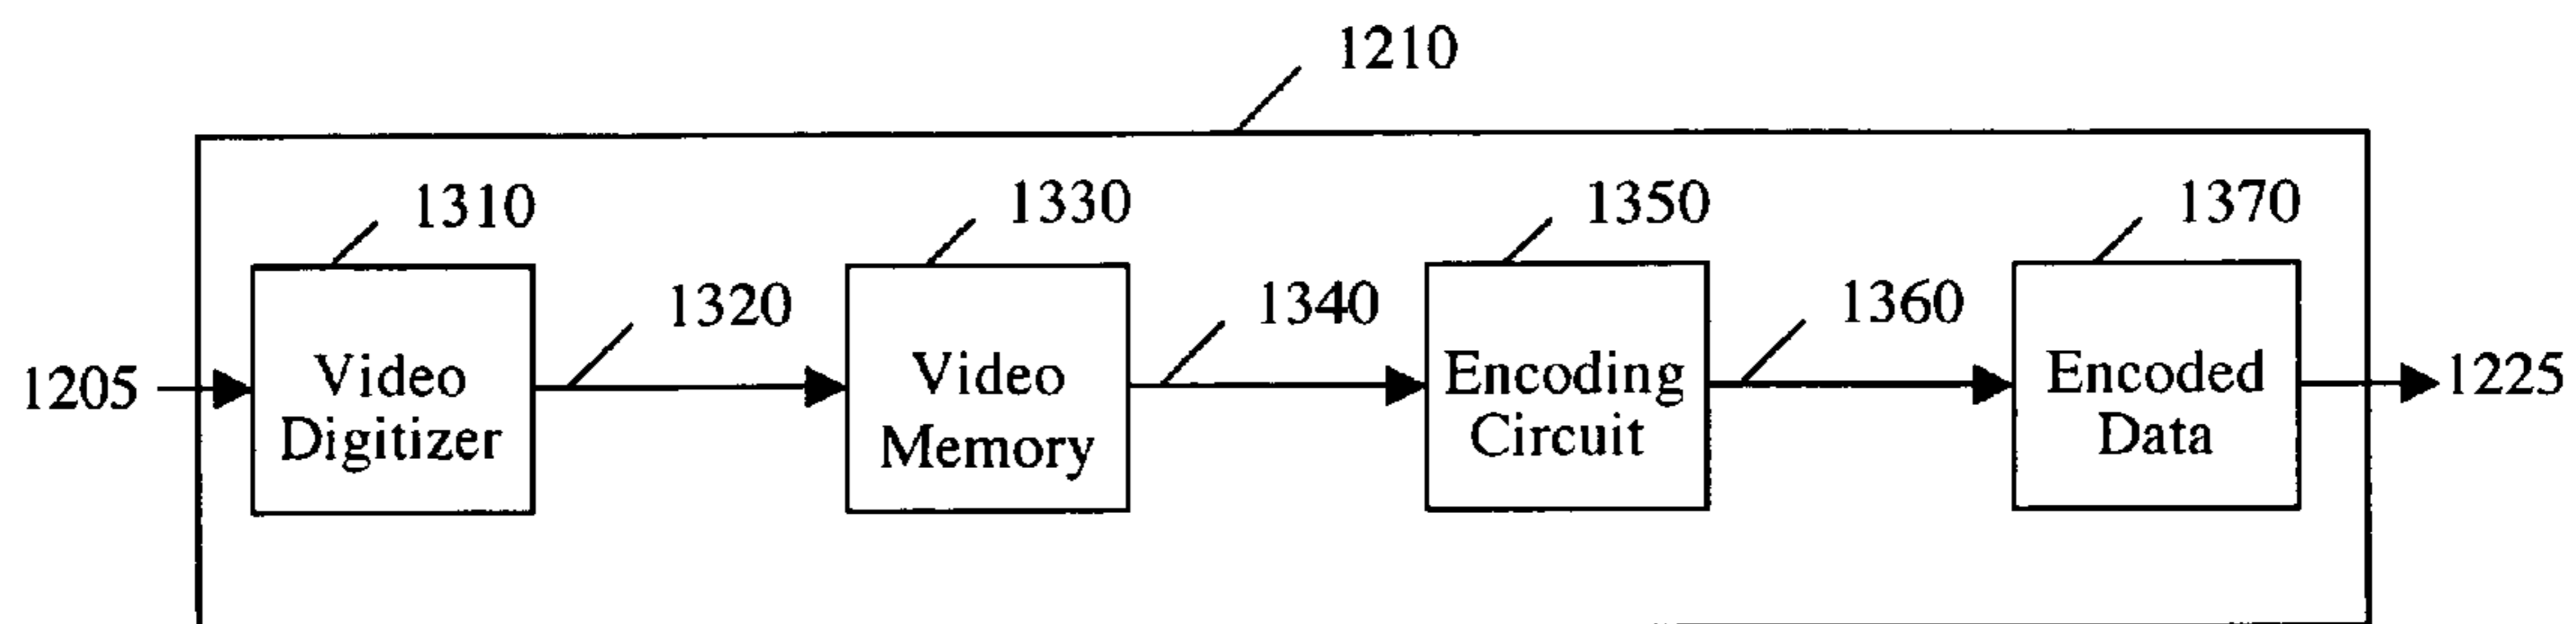 1210
1310
1330
1350
1370
1320
1340
1360
1205
Video
Digitizer
Video
Memory
Encoding
Circuit
Encoded
Data
1225